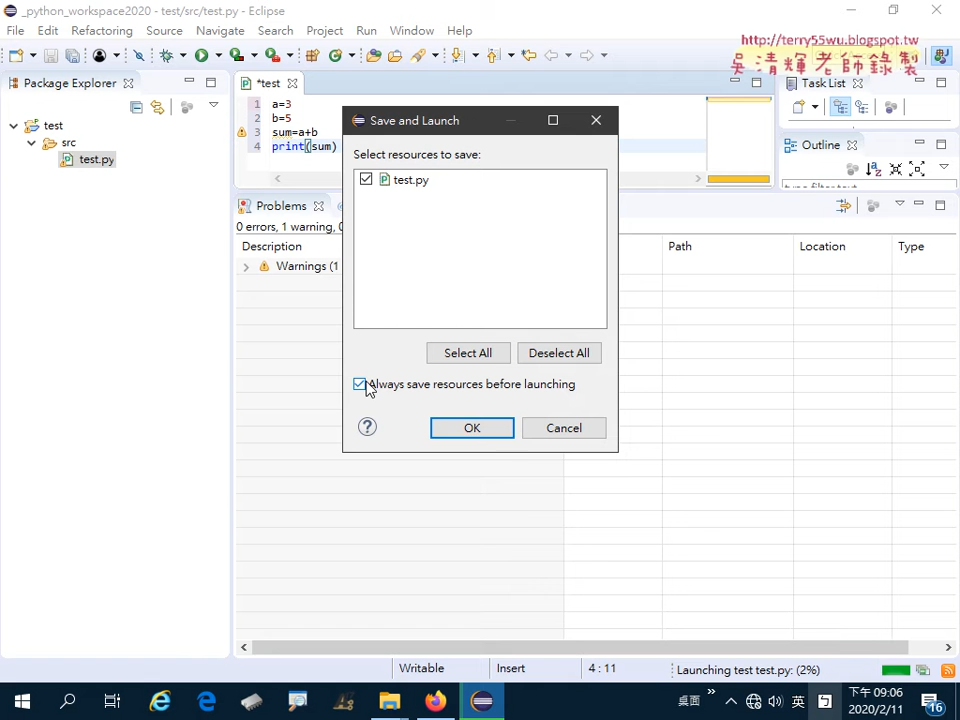 _python_workspace2020 - test/src/test.py - Eclipse
File Edit Refactoring Source Navigate Search Project Run Window Help
http://terry55wu.blogspot.tw
吳清輝老師錄製
Package Explorer
*test
Task List
test
src
test.py
1 a=3
2 b=5
3 sum=a+b
4 print(sum)
Outline
Save and Launch
Select resources to save:
test.py
Select All Deselect All
Always save resources before launching
OK Cancel
Problems
0 errors, 1 warning, 0
Description Path Location Type
Warnings (1
Writable Insert 4 : 11 Launching test test.py: (2%)
桌面 英 下午 09:06
2020/2/11
16